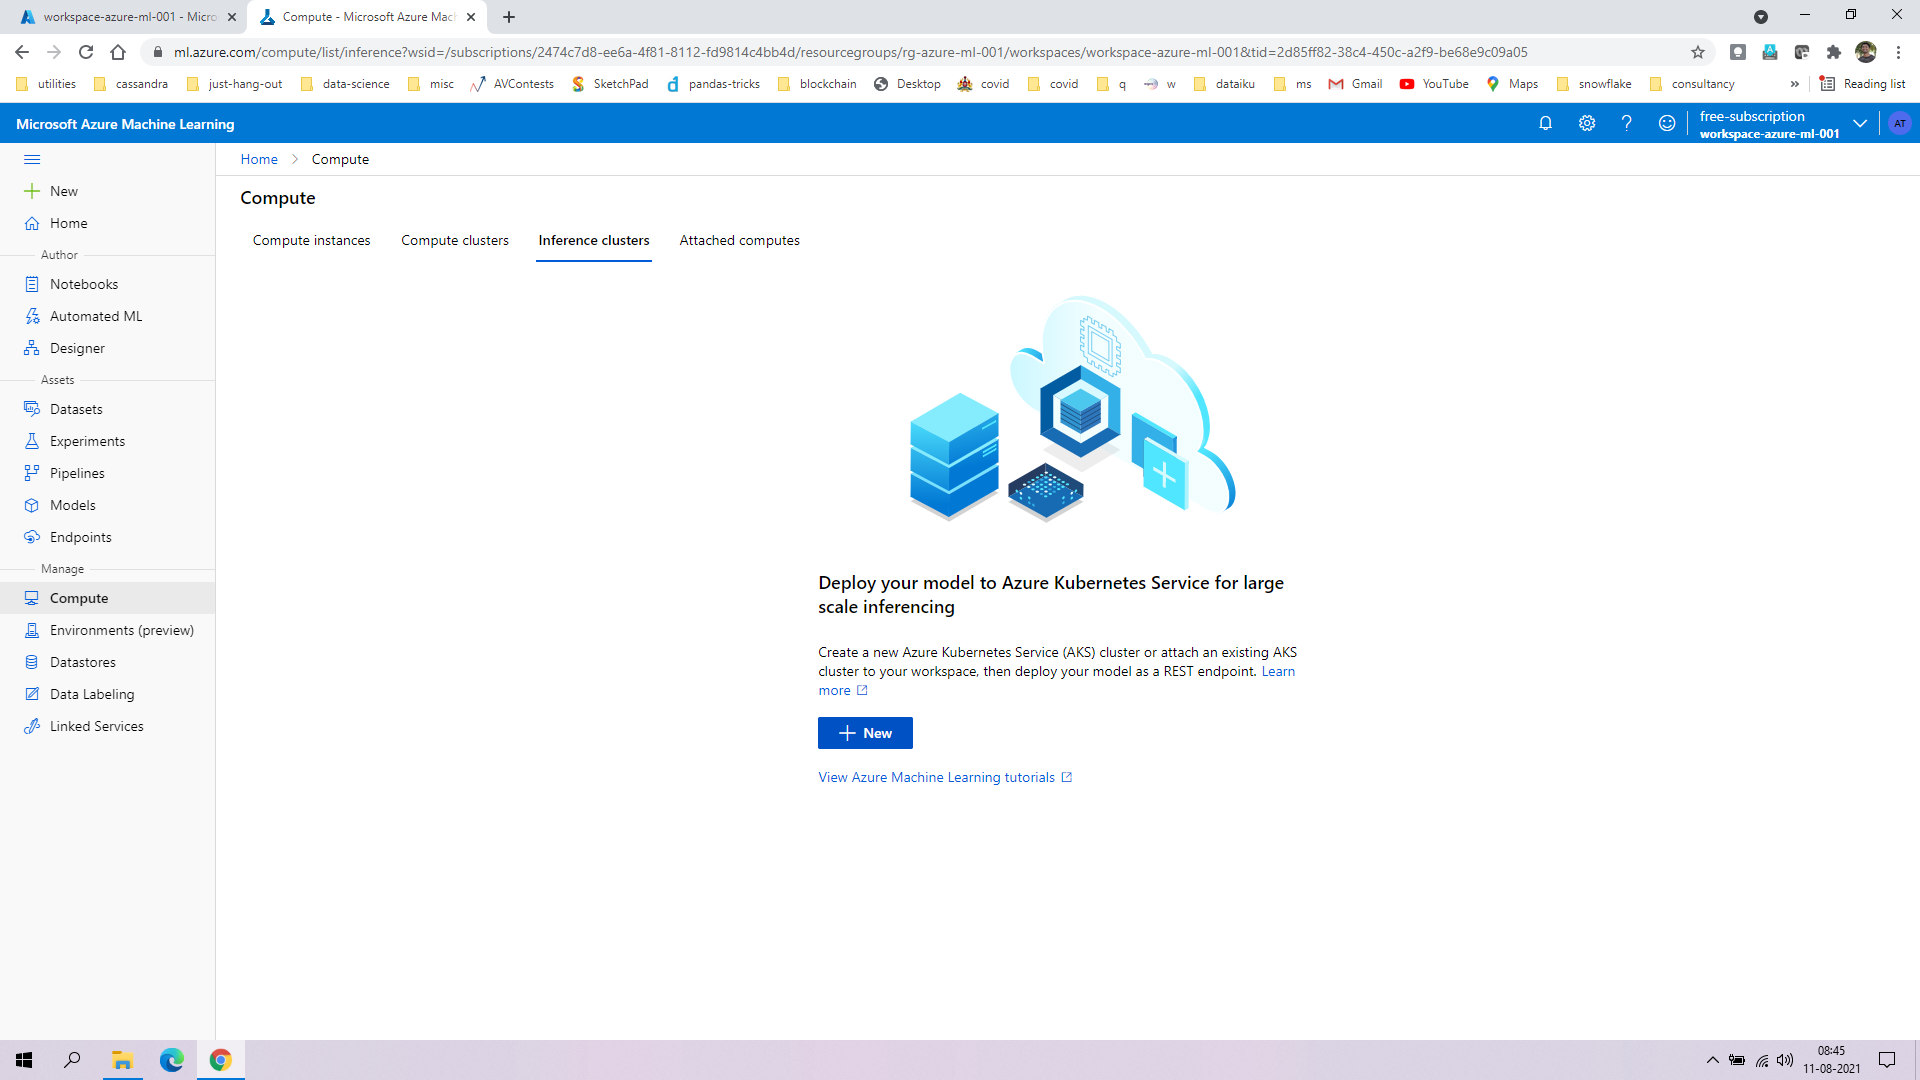 workspace-azure-ml-001 - Micro
Compute - Microsoft Azure Mach
ml.azure.com/compute/list/inference?wsid=/subscriptions/2474c7d8-ee6a-4f81-8112-fd9814c4bb4d/resourcegroups/rg-azure-ml-001/workspaces/workspace-azure-ml-001&tid=2d85ff82-38c4-450c-a2f9-be68e9c09a05
utilities
cassandra
just-hang-out
data-science
misc
AVContests
SketchPad
pandas-tricks
blockchain
Desktop
covid
covid
q
w
dataiku
ms
Gmail
YouTube
Maps
snowflake
consultancy
»
Reading list
Microsoft Azure Machine Learning
free-subscription
workspace-azure-ml-001
AT
Home > Compute
New
Home
Author
Notebooks
Automated ML
Designer
Assets
Datasets
Experiments
Pipelines
Models
Endpoints
Manage
Compute
Environments (preview)
Datastores
Data Labeling
Linked Services
Compute
Compute instances
Compute clusters
Inference clusters
Attached computes
Deploy your model to Azure Kubernetes Service for large
scale inferencing
Create a new Azure Kubernetes Service (AKS) cluster or attach an existing AKS
cluster to your workspace, then deploy your model as a REST endpoint. Learn
more
New
View Azure Machine Learning tutorials
08:45
11-08-2021